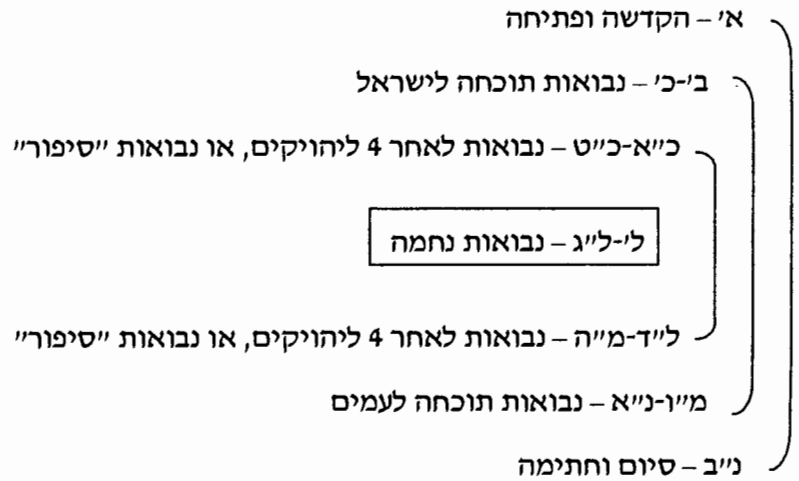 א׳ – הקדשה ופתיחה
ב׳-כ׳ – נבואות תוכחה לישראל
כ״א-כ״ט – נבואות לאחר 4 ליהויקים, או נבואות ״סיפור״
ל׳-ל״ג – נבואות נחמה
ל״ד-מ״ה – נבואות לאחר 4 ליהויקים, או נבואות ״סיפור״
מ״ו-נ״א – נבואות תוכחה לעמים
נ״ב – סיום וחתימה